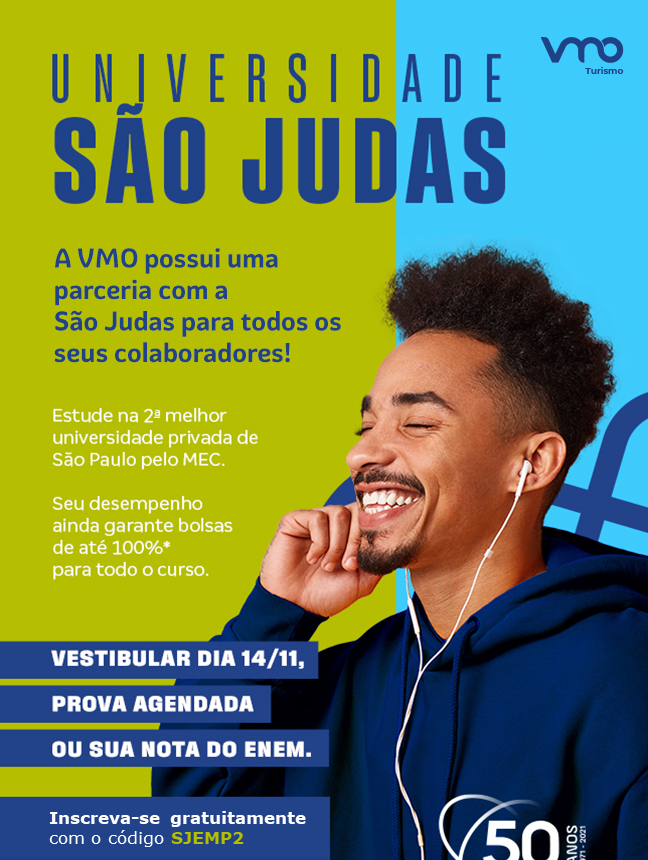 vmo
Turismo
UNIVERSIDADE
SÃO JUDAS
A VMO possui uma
parceria com a
São Judas para todos os
seus colaboradores!
Estude na 2ª melhor
universidade privada de
São Paulo pelo MEC.
Seu desempenho
ainda garante bolsas
de até 100%*
para todo o curso.
VESTIBULAR DIA 14/11,
PROVA AGENDADA
OU SUA NOTA DO ENEM.
Inscreva-se gratuitamente
com o código SJEMP2
50
ANOS